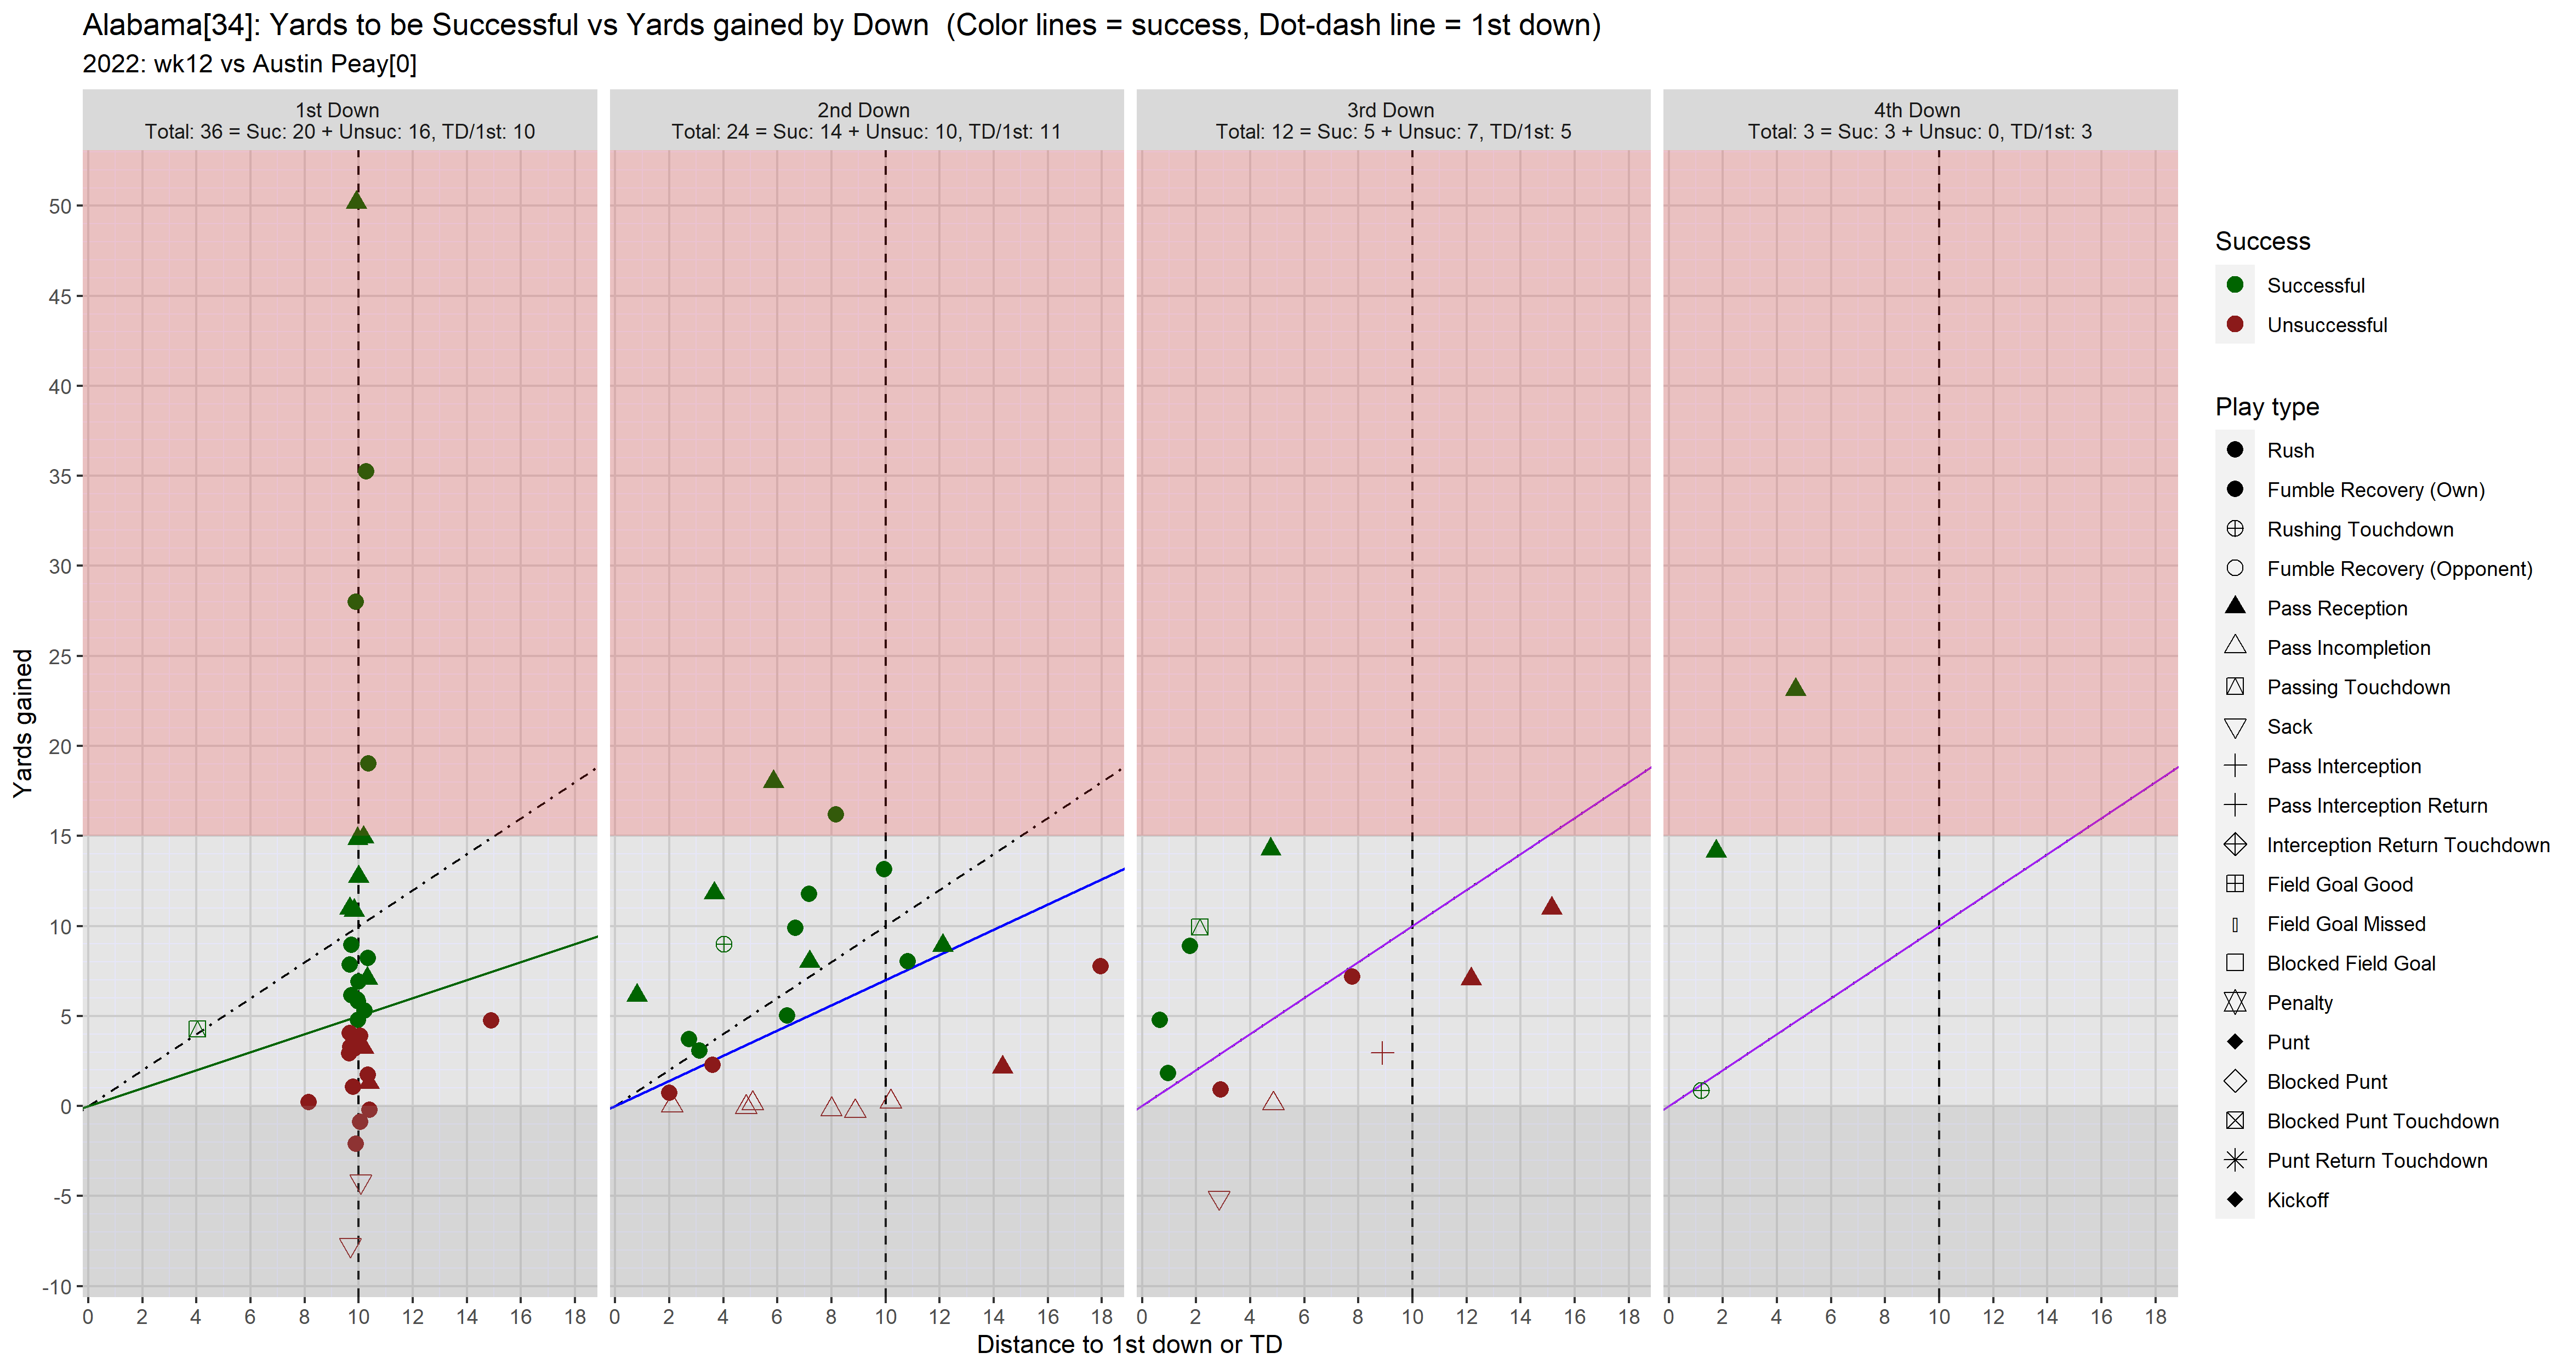 Alabama[34]: Yards to be Successful vs Yards gained by Down  (Color lines = success, Dot-dash line = 1st down)
2022: wk12 vs Austin Peay[0]
1st Down
Total: 36 = Suc: 20 + Unsuc: 16, TD/1st: 10
2nd Down
Total: 24 = Suc: 14 + Unsuc: 10, TD/1st: 11
3rd Down
Total: 12 = Suc: 5 + Unsuc: 7, TD/1st: 5
4th Down
Total: 3 = Suc: 3 + Unsuc: 0, TD/1st: 3
Yards gained
50
45
40
35
30
25
20
15
10
5
0
-5
-10
0 2 4 6 8 10 12 14 16 18
0 2 4 6 8 10 12 14 16 18
0 2 4 6 8 10 12 14 16 18
0 2 4 6 8 10 12 14 16 18
Distance to 1st down or TD
Success
Successful
Unsuccessful
Play type
Rush
Fumble Recovery (Own)
Rushing Touchdown
Fumble Recovery (Opponent)
Pass Reception
Pass Incompletion
Passing Touchdown
Sack
Pass Interception
Pass Interception Return
Interception Return Touchdown
Field Goal Good
Field Goal Missed
Blocked Field Goal
Penalty
Punt
Blocked Punt
Blocked Punt Touchdown
Punt Return Touchdown
Kickoff